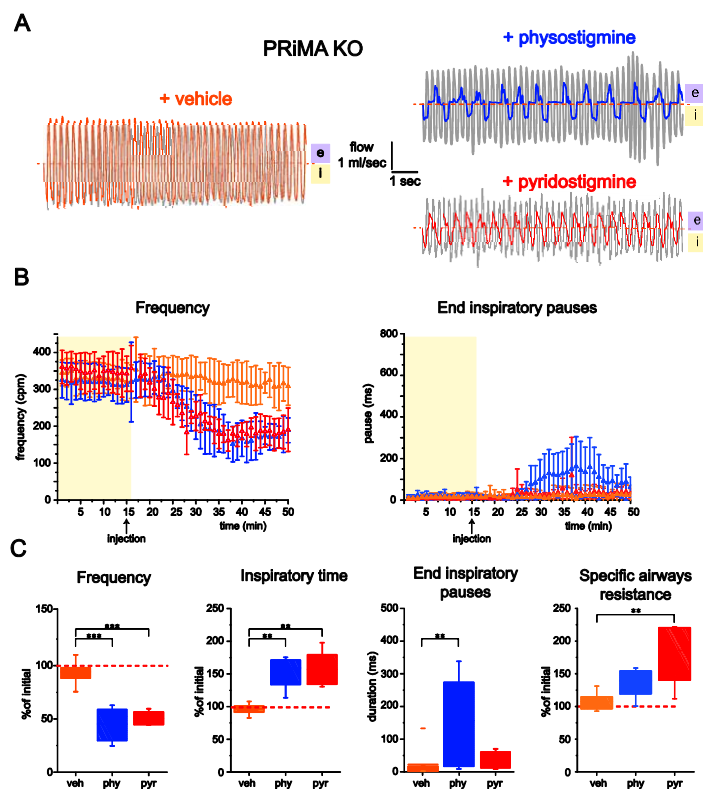 A
PRiMA KO
+ vehicle
e
I
flow
1 ml/sec
1 sec
+ physostigmine
e
i
+ pyridostigmine
e
i
B
Frequency
frequency (cpm)
400
300
200
100
0
5 10 15 20 25 30 35 40 45 50
time (min)
injection
End inspiratory pauses
pause (ms)
800
600
400
200
0
5 10 15 20 25 30 35 40 45 50
time (min)
injection
C
Frequency
%of initial
150
100
50
0
***
***
veh phy pyr
Inspiratory time
%of initial
250
200
150
100
50
0
**
**
veh phy pyr
End inspiratory
pauses
duration (ms)
500
400
300
200
100
0
**
veh phy pyr
Specific airways
resistance
%of initial
250
200
150
100
50
0
**
veh phy pyr